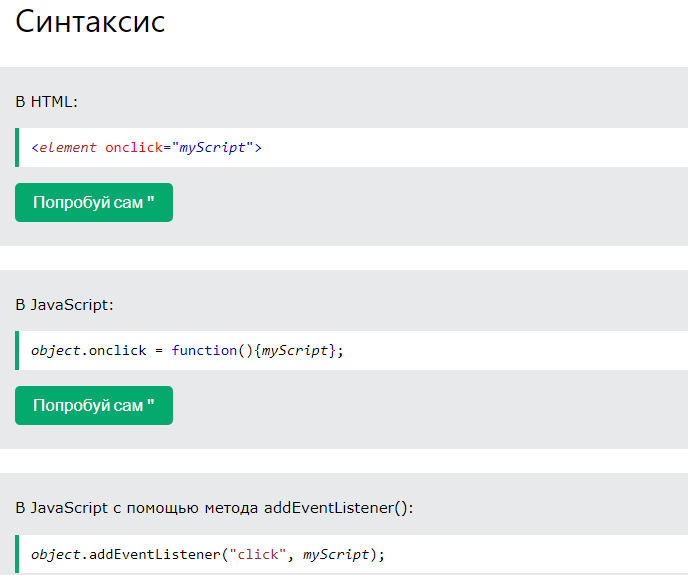 Синтаксис
В HTML:
<element onclick="myScript">
Попробуй сам "
В JavaScript:
object.onclick = function(){myScript};
Попробуй сам "
В JavaScript с помощью метода addEventListener():
object.addEventListener("click", myScript);